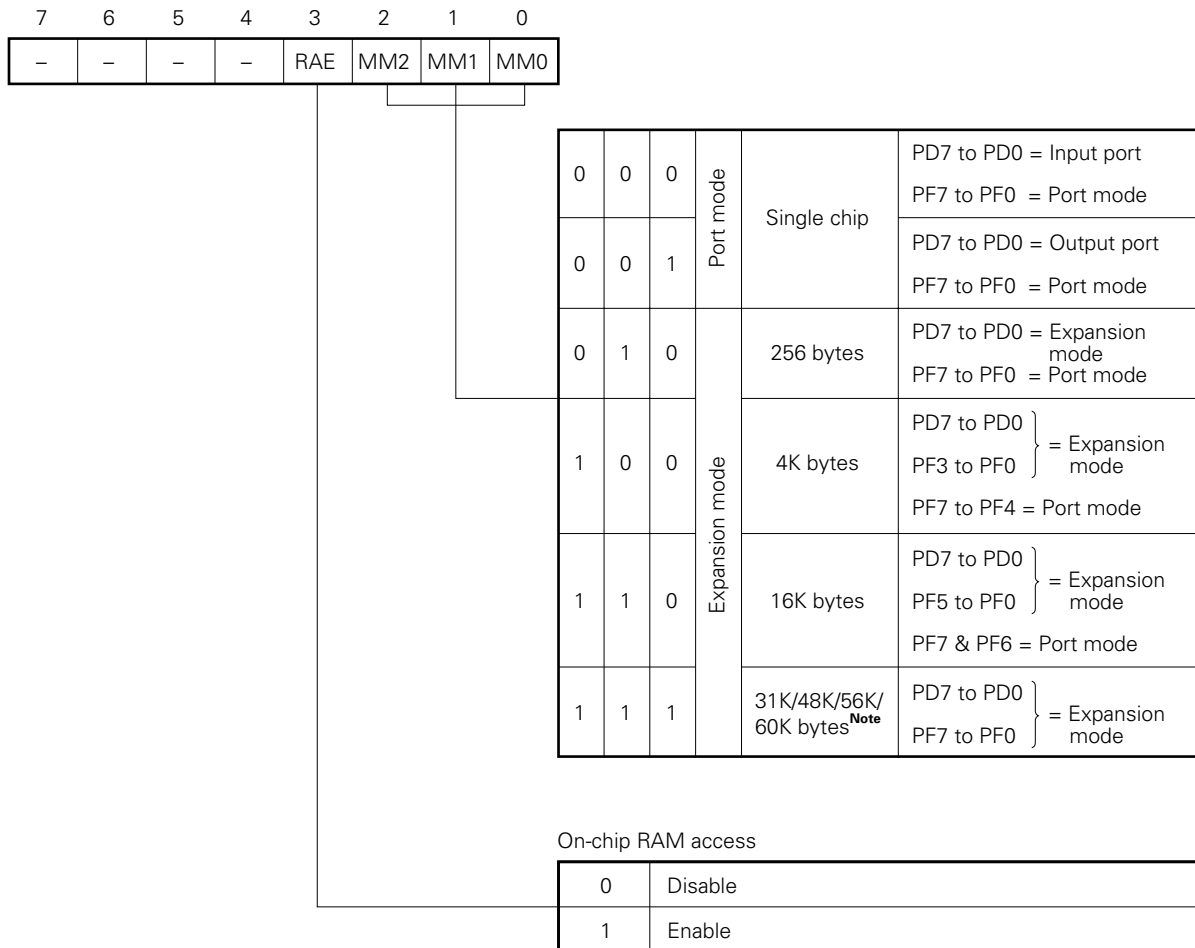 7 6 5 4 3 2 1 0
– – – – RAE MM2 MM1 MM0
0 0 0 Port mode Single chip PD7 to PD0 = Input port
PF7 to PF0 = Port mode
0 0 1 PD7 to PD0 = Output port
PF7 to PF0 = Port mode
0 1 0 Expansion mode 256 bytes PD7 to PD0 = Expansion
mode
PF7 to PF0 = Port mode
1 0 0 4K bytes PD7 to PD0
PF3 to PF0
= Expansion
mode
PF7 to PF4 = Port mode
1 1 0 16K bytes PD7 to PD0
PF5 to PF0
= Expansion
mode
PF7 & PF6 = Port mode
1 1 1 31K/48K/56K/
60K bytesNote
PD7 to PD0
PF7 to PF0
= Expansion
mode
On-chip RAM access
0 Disable
1 Enable